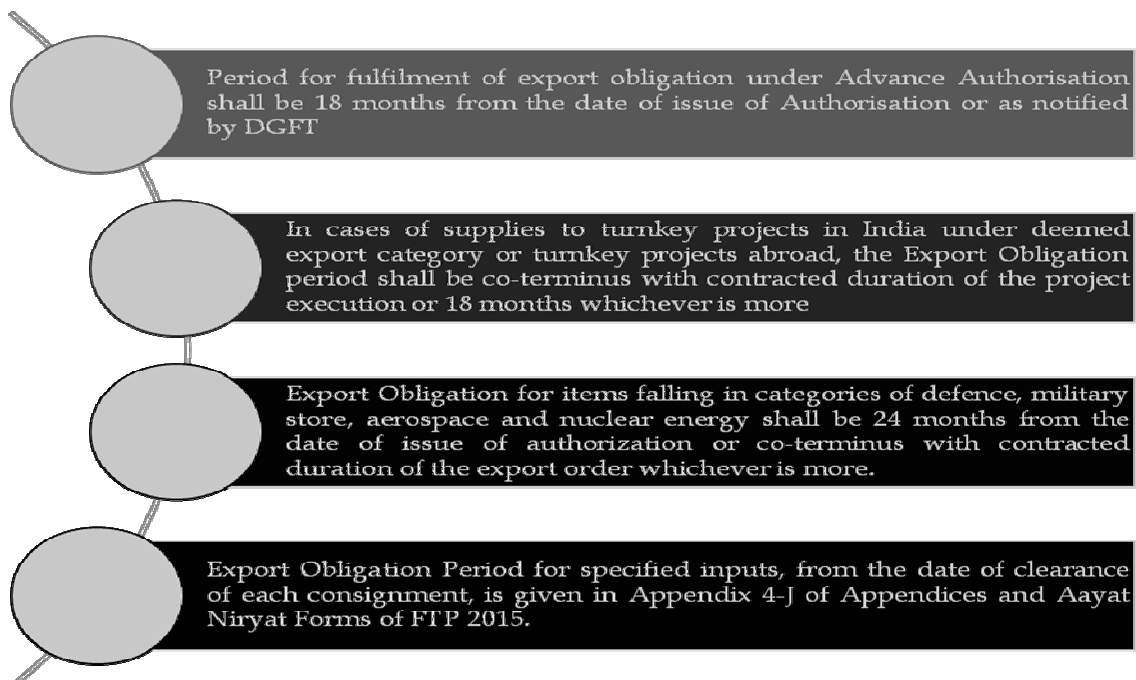 Period for fulfilment of export obligation under Advance Authorisation
shall be 18 months from the date of issue of Authorisation or as notified
by DGFT
In cases of supplies to turnkey projects in India under deemed
export category or turnkey projects abroad, the Export Obligation
period shall be co-terminus with contracted duration of the project
execution or 18 months whichever is more
Export Obligation for items falling in categories of defence, military
store, aerospace and nuclear energy shall be 24 months from the
date of issue of authorization or co-terminus with contracted
duration of the export order whichever is more.
Export Obligation Period for specified inputs, from the date of clearance
of each consignment, is given in Appendix 4-J of Appendices and Aayat
Niryat Forms of FTP 2015.